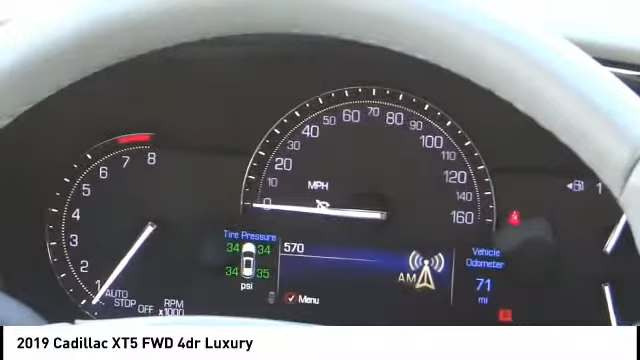 8
7
6
5
4
3
2
1
AUTO
STOP
OFF
RPM
x1000
0
10
20
30
40
50
60
70
80
90
100
110
120
140
160
MPH
Tire Pressure
34 34
34 35
psi
570
AM
Menu
Vehicle
Odometer
71
mi
1
2019 Cadillac XT5 FWD 4dr Luxury